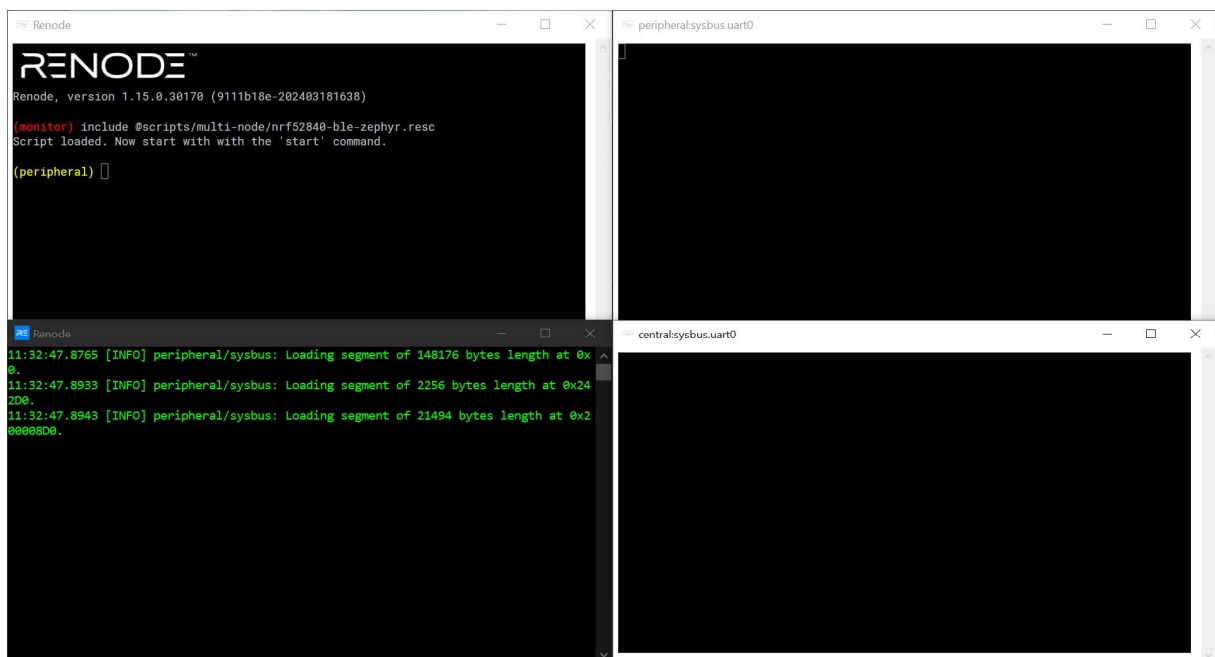 Renode
RENODE™
Renode, version 1.15.0.30170 (9111b18e-202403181638)
(monitor) include @scripts/multi-node/nrf52840-ble-zephyr.resc
Script loaded. Now start with with the 'start' command.
(peripheral)
peripheral:sysbus.uart0
RE Renode
11:32:47.8765 [INFO] peripheral/sysbus: Loading segment of 148176 bytes length at 0x
0.
11:32:47.8933 [INFO] peripheral/sysbus: Loading segment of 2256 bytes length at 0x24
2D0.
11:32:47.8943 [INFO] peripheral/sysbus: Loading segment of 21494 bytes length at 0x2
00008D0.
central:sysbus.uart0